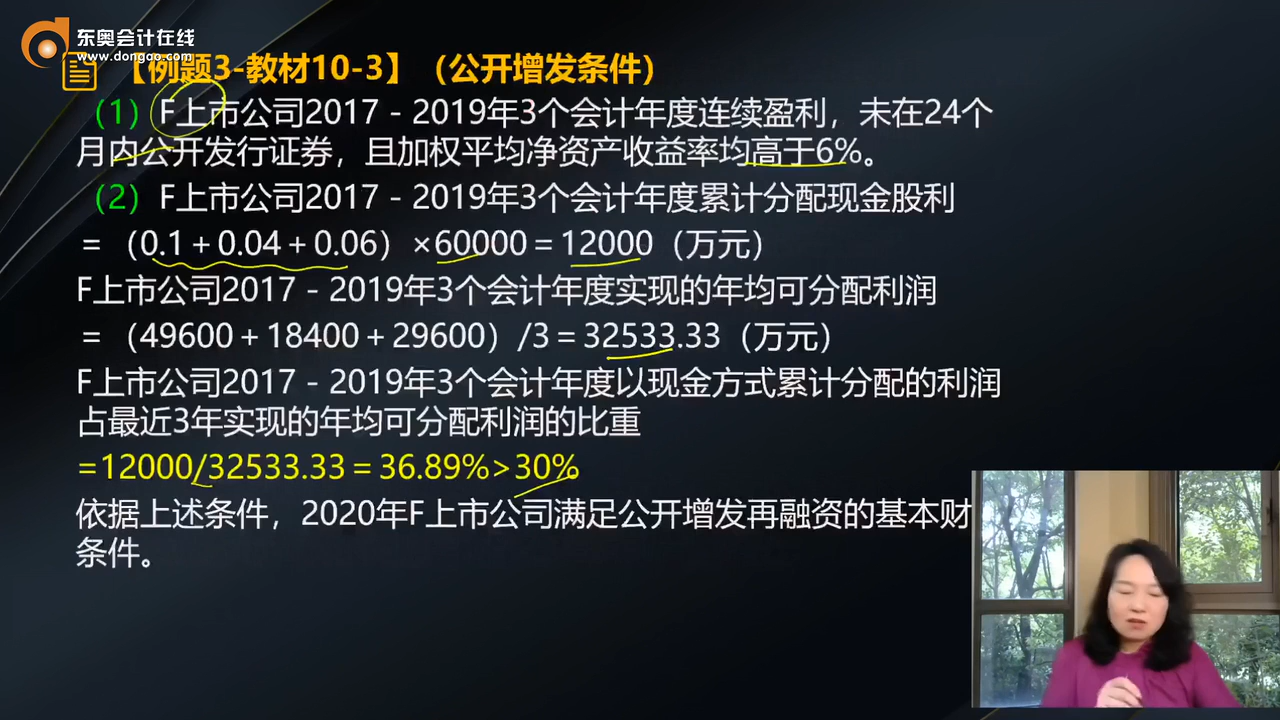 东奥会计在线
www.dongao.com
【例题3-教材10-3】（公开增发条件）
（1）F上市公司2017－2019年3个会计年度连续盈利，未在24个
月内公开发行证券，且加权平均净资产收益率均高于6%。
（2）F上市公司2017－2019年3个会计年度累计分配现金股利
＝（0.1＋0.04＋0.06）×60000＝12000（万元）
F上市公司2017－2019年3个会计年度实现的年均可分配利润
＝（49600＋18400＋29600）/3＝32533.33（万元）
F上市公司2017－2019年3个会计年度以现金方式累计分配的利润
占最近3年实现的年均可分配利润的比重
=12000/32533.33＝36.89%>30%
依据上述条件，2020年F上市公司满足公开增发再融资的基本财
条件。